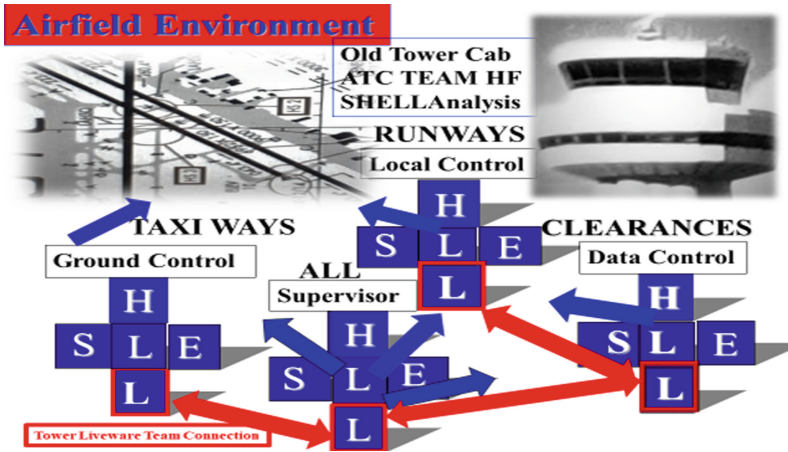 Airfield Environment
Old Tower Cab
ATC TEAM HF
SHELLAnalysis
RUNWAYS
Local Control
H
S L E
L
TAXI WAYS
Ground Control
H
S L E
L
ALL
Supervisor
H
S L E
L
CLEARANCES
Data Control
H
S L E
L
Tower Liveware Team Connection